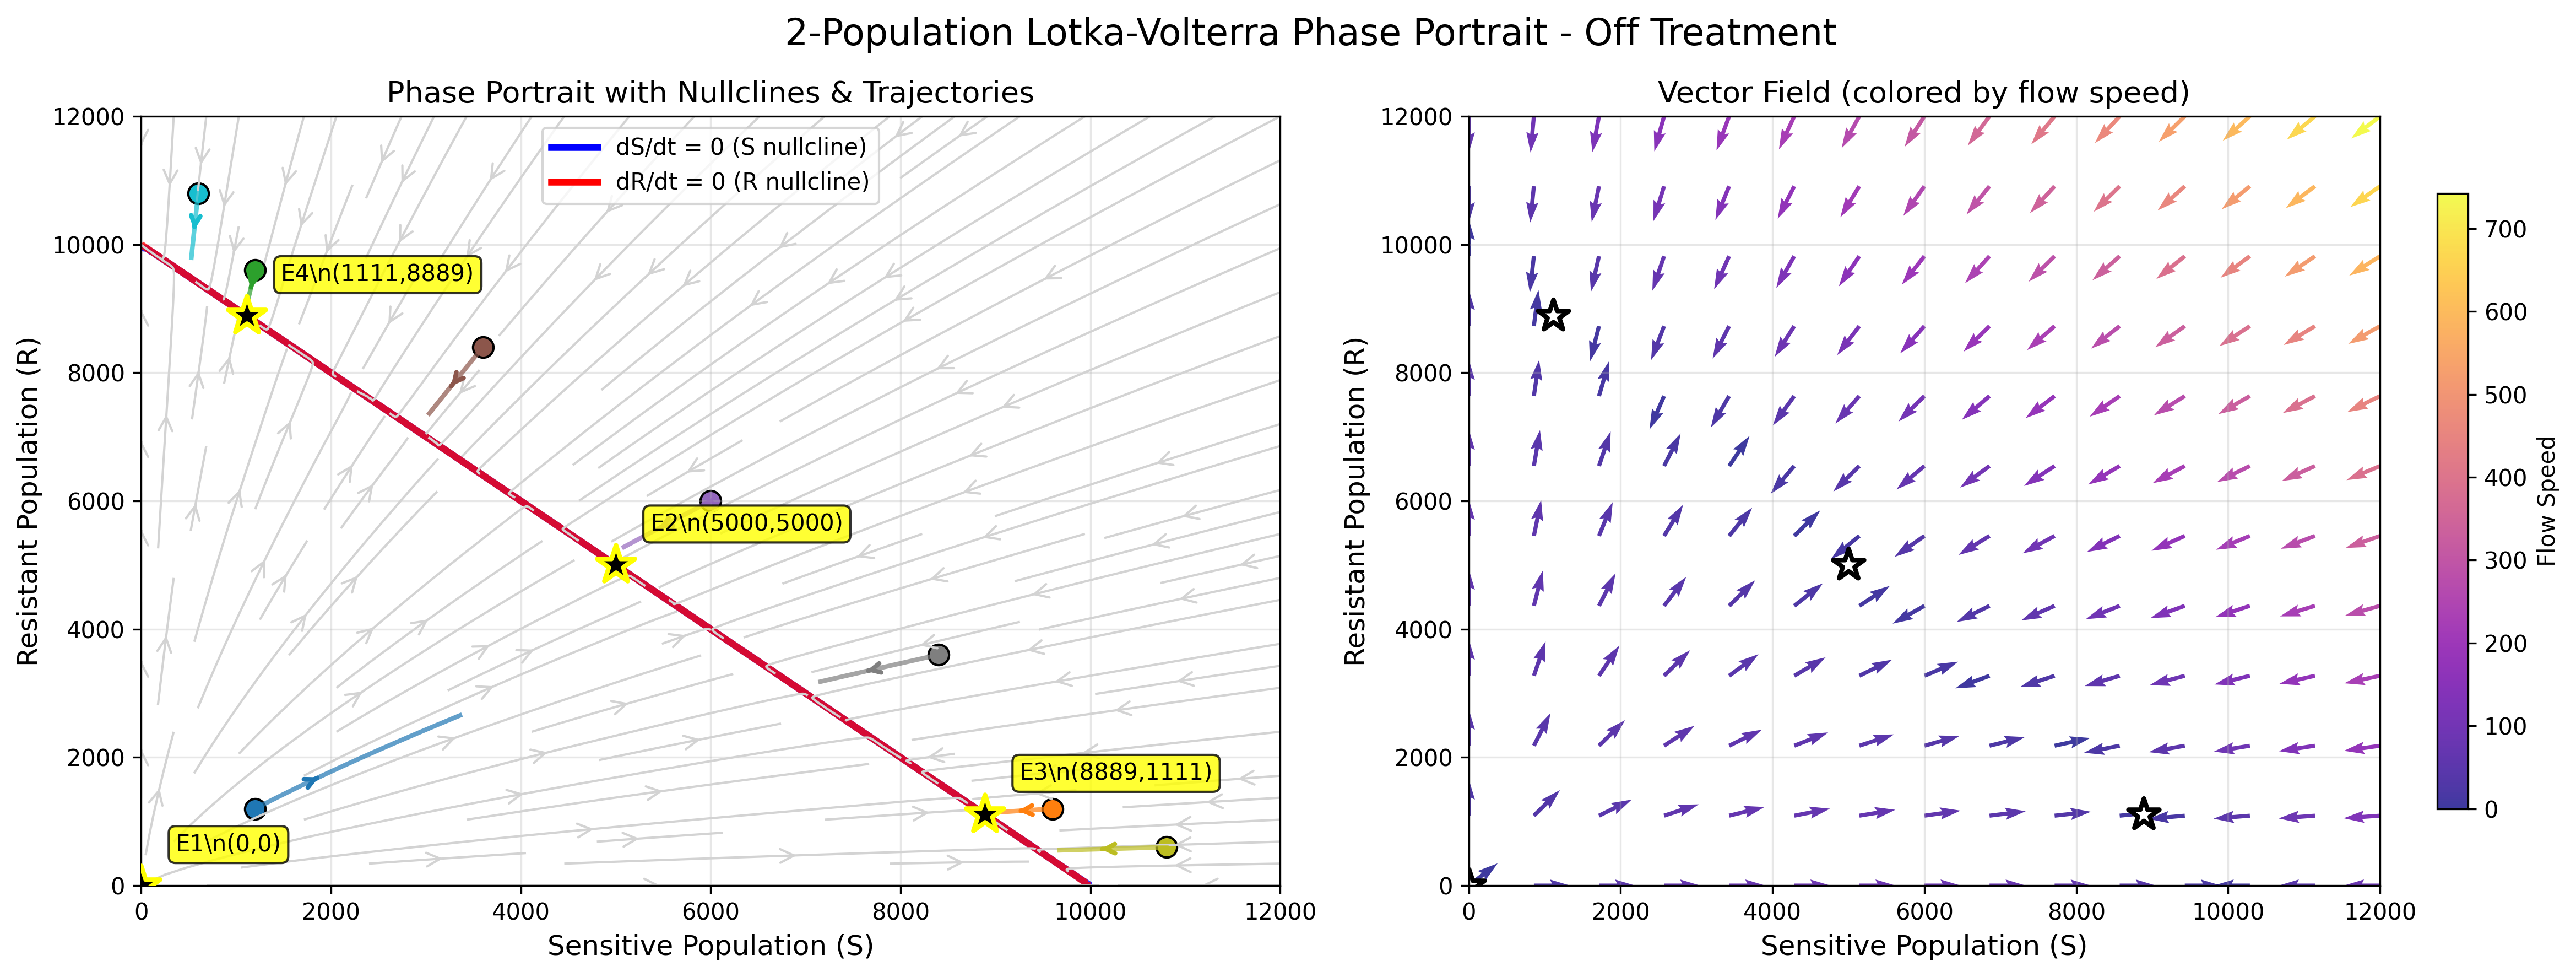 2-Population Lotka-Volterra Phase Portrait - Off Treatment
Phase Portrait with Nullclines & Trajectories
dS/dt = 0 (S nullcline)
dR/dt = 0 (R nullcline)
E4\n(1111,8889)
E2\n(5000,5000)
E3\n(8889,1111)
E1\n(0,0)
12000
10000
8000
6000
4000
2000
0
Resistant Population (R)
0 2000 4000 6000 8000 10000 12000
Sensitive Population (S)
Vector Field (colored by flow speed)
12000
10000
8000
6000
4000
2000
0
Resistant Population (R)
0 2000 4000 6000 8000 10000 12000
Sensitive Population (S)
700
600
500
400
300
200
100
0
Flow Speed